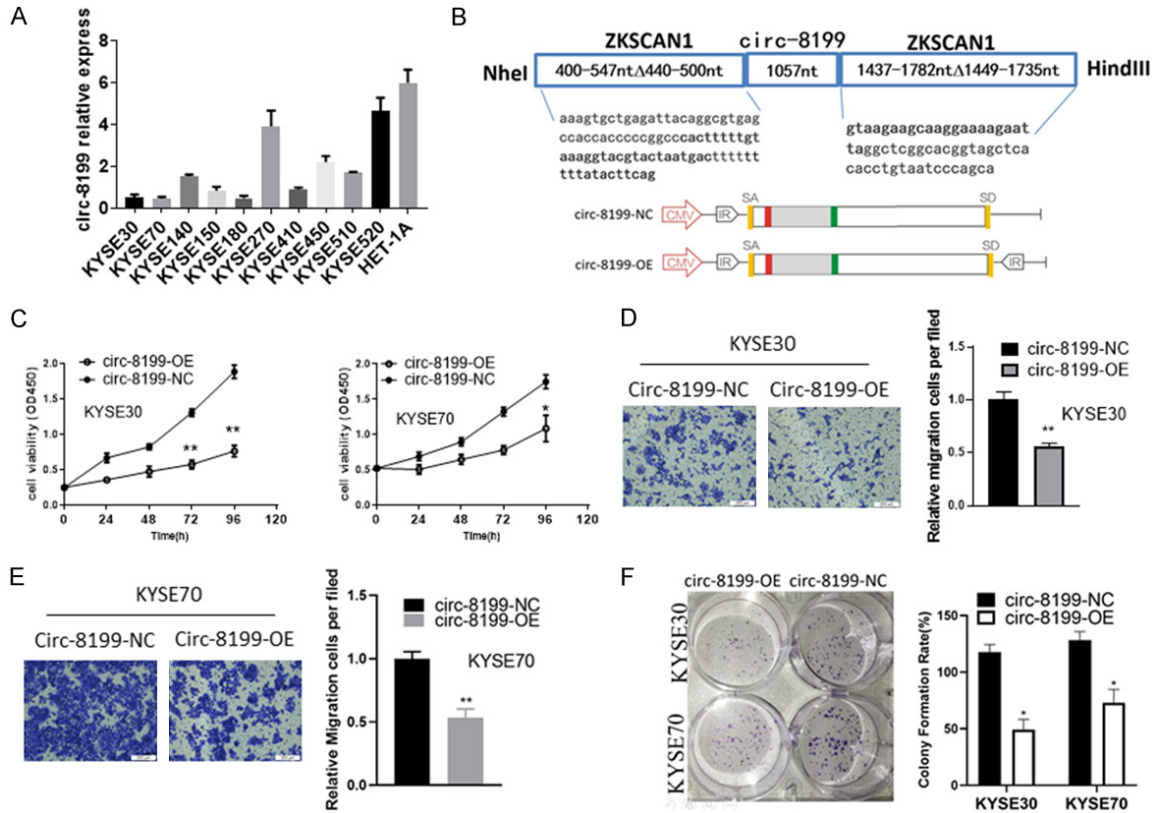 A
circ-8199 relative express
8
6
4
2
0
KYSE30
KYSE70
KYSE140
KYSE150
KYSE180
KYSE270
KYSE410
KYSE450
KYSE510
KYSE520
HET-1A
B
ZKSCAN1 circ-8199 ZKSCAN1
NheI 400-547ntΔ440-500nt 1057nt 1437-1782ntΔ1449-1735nt HindIII
aaagtgctgagattacaggcgtgag
ccaccacccccggcccactttttgt
aaaggtacgtactaatgactttttt
tttatacttcag
gtaagaagcaaggaaaagaat
taggctcggcacggtagctca
cacctgtaatcccagca
SA SD
circ-8199-NC CMV IR
SA SD
circ-8199-OE CMV IR IR
C
cell viability (OD450)
2.0
1.5
1.0
0.5
0.0
circ-8199-OE
circ-8199-NC
KYSE30
**
**
0 24 48 72 96 120
Time(h)
cell viability (OD450)
2.0
1.5
1.0
0.5
0.0
circ-8199-OE
circ-8199-NC
KYSE70
*
0 24 48 72 96 120
Time(h)
D
KYSE30
Circ-8199-NC Circ-8199-OE
Relative migration cells per filed
1.5
1.0
0.5
0.0
circ-8199-NC
circ-8199-OE
KYSE30
**
E
KYSE70
Circ-8199-NC Circ-8199-OE
Relative Migration cells per filed
1.5
1.0
0.5
0.0
circ-8199-NC
circ-8199-OE
KYSE70
**
F
circ-8199-OE circ-8199-NC
KYSE30
KYSE70
Colony Formation Rate(%)
150
100
50
0
circ-8199-NC
circ-8199-OE
*
*
KYSE30 KYSE70